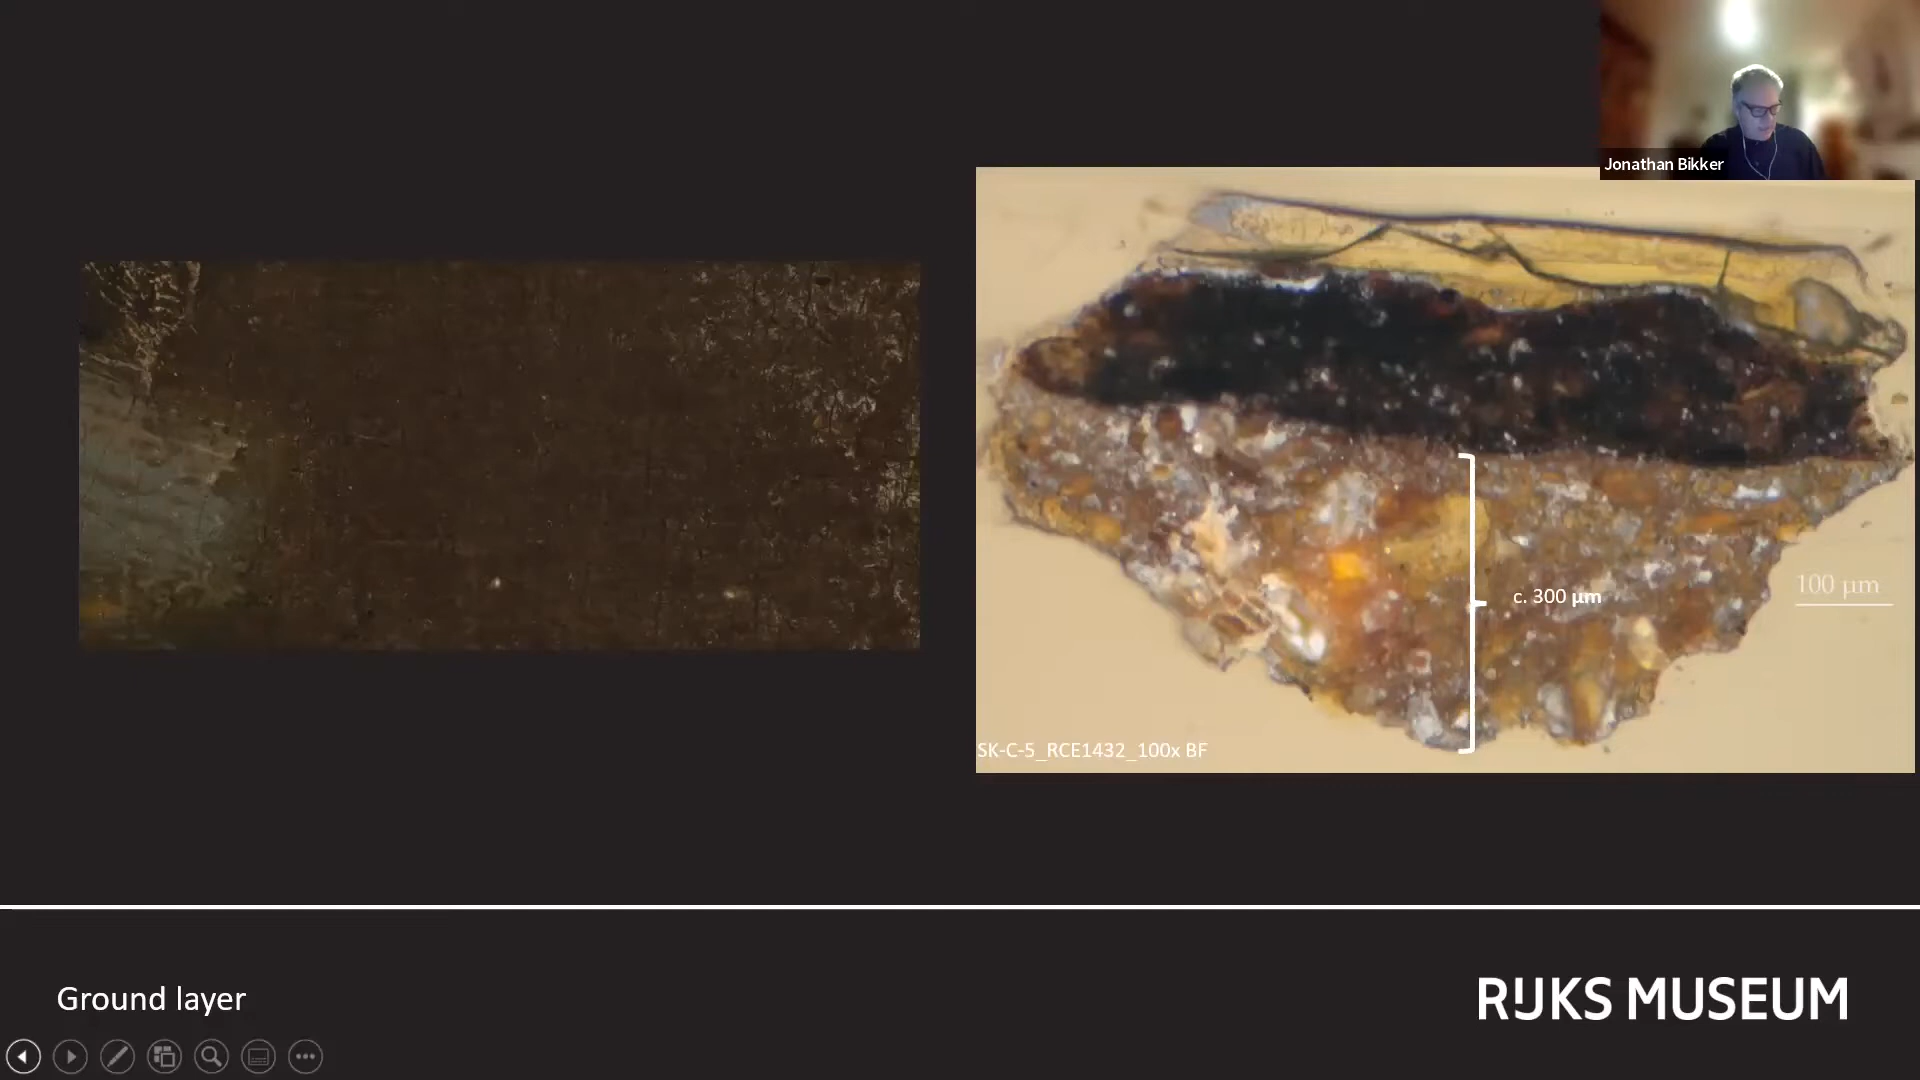 Jonathan Bikker
100 µm
c. 300 µm
SK-C-5_RCE1432_100x BF
Ground layer
RIJKS MUSEUM